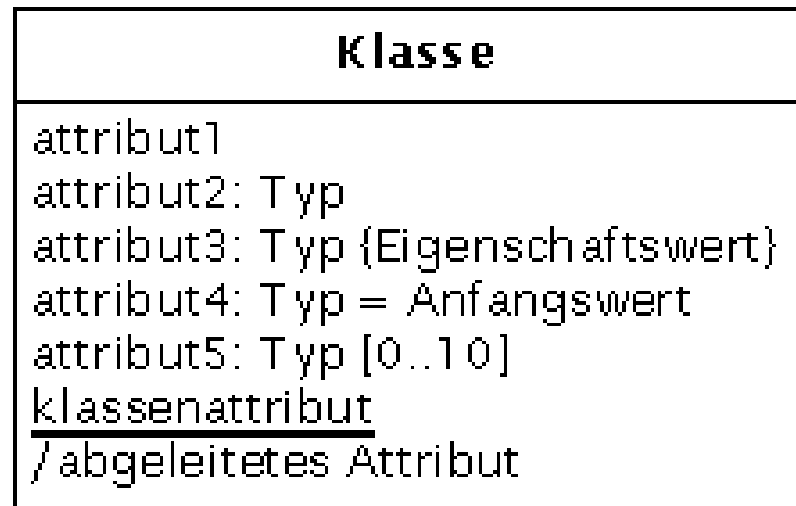 Klasse
attribut1
attribut2: Typ
attribut3: Typ {Eigenschaftswert}
attribut4: Typ = Anfangswert
attribut5: Typ [0..10]
klassenattribut
/abgeleitetes Attribut